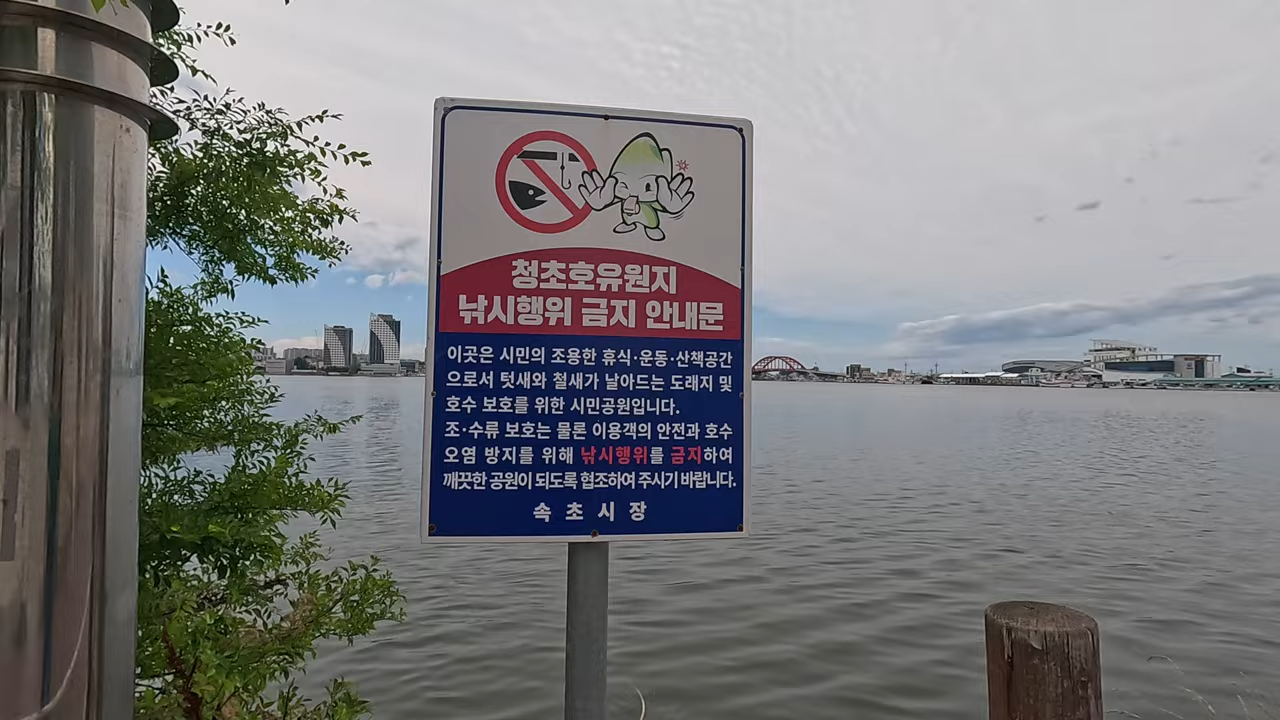 청초호유원지
낚시행위 금지 안내문
이곳은 시민의 조용한 휴식·운동·산책공간
으로서 텃새와 철새가 날아드는 도래지 및
호수 보호를 위한 시민공원입니다.
조·수류 보호는 물론 이용객의 안전과 호수
오염 방지를 위해 낚시행위를 금지하여
깨끗한 공원이 되도록 협조하여 주시기 바랍니다.
속초시장